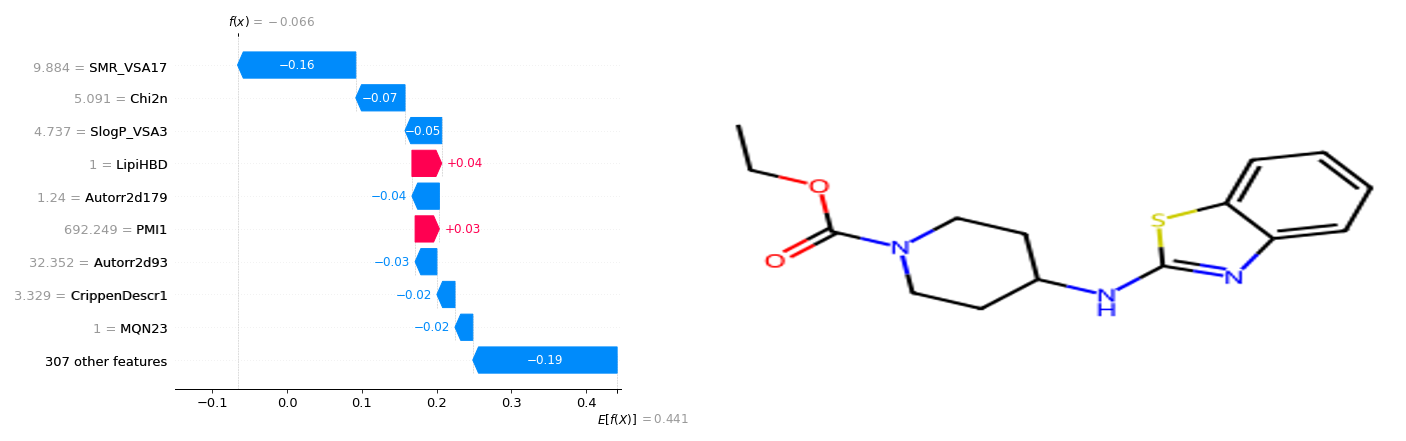 f(x) = −0.066
9.884 = SMR_VSA17
−0.16
5.091 = Chi2n
−0.07
4.737 = SlogP_VSA3
−0.05
1 = LipiHBD
+0.04
1.24 = Autorr2d179
−0.04
692.249 = PMI1
+0.03
32.352 = Autorr2d93
−0.03
3.329 = CrippenDescr1
−0.02
1 = MQN23
−0.02
307 other features
−0.19
−0.1 0.0 0.1 0.2 0.3 0.4
E[f(X)] = 0.441
O
O
N
N
H
S
N